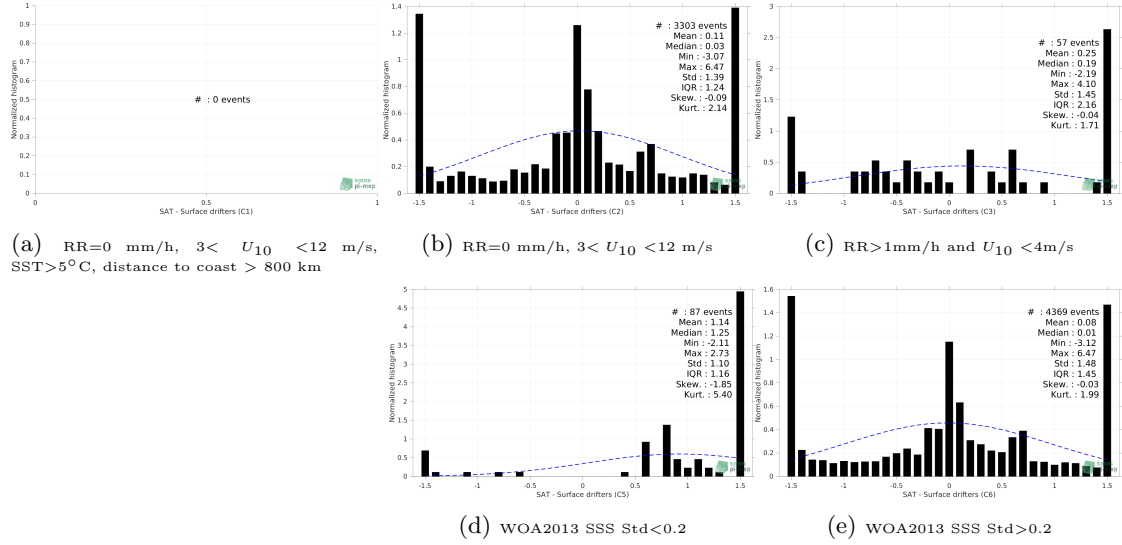 1
0.9
0.8
0.7
0.6
0.5
0.4
0.3
0.2
0.1
0
Normalized histogram
# : 0 events
smos
pi-mep
0
0.5
1
SAT - Surface drifters (C1)
(a) RR=0 mm/h, 3< U10 <12 m/s,
SST>5°C, distance to coast > 800 km
1.4
1.2
1
0.8
0.6
0.4
0.2
0
Normalized histogram
# : 3303 events
Mean : 0.11
Median : 0.03
Min : -3.07
Max : 6.47
Std : 1.39
IQR : 1.24
Skew. : -0.09
Kurt. : 2.14
smos
pi-mep
-1.5
-1
-0.5
0
0.5
1
1.5
SAT - Surface drifters (C2)
(b) RR=0 mm/h, 3< U10 <12 m/s
3
2.5
2
1.5
1
0.5
0
Normalized histogram
# : 57 events
Mean : 0.25
Median : 0.19
Min : -2.19
Max : 4.10
Std : 1.45
IQR : 2.16
Skew. : -0.04
Kurt. : 1.71
smos
pi-mep
-1.5
-1
-0.5
0
0.5
1
1.5
SAT - Surface drifters (C3)
(c) RR>1mm/h and U10 <4m/s
5
4.5
4
3.5
3
2.5
2
1.5
1
0.5
0
Normalized histogram
# : 87 events
Mean : 1.14
Median : 1.25
Min : -2.11
Max : 2.73
Std : 1.10
IQR : 1.16
Skew. : -1.85
Kurt. : 5.40
smos
pi-mep
-1.5
-1
-0.5
0
0.5
1
1.5
SAT - Surface drifters (C5)
(d) WOA2013 SSS Std<0.2
1.6
1.4
1.2
1
0.8
0.6
0.4
0.2
0
Normalized histogram
# : 4369 events
Mean : 0.08
Median : 0.01
Min : -3.12
Max : 6.47
Std : 1.48
IQR : 1.45
Skew. : -0.03
Kurt. : 1.99
smos
pi-mep
-1.5
-1
-0.5
0
0.5
1
1.5
SAT - Surface drifters (C6)
(e) WOA2013 SSS Std>0.2